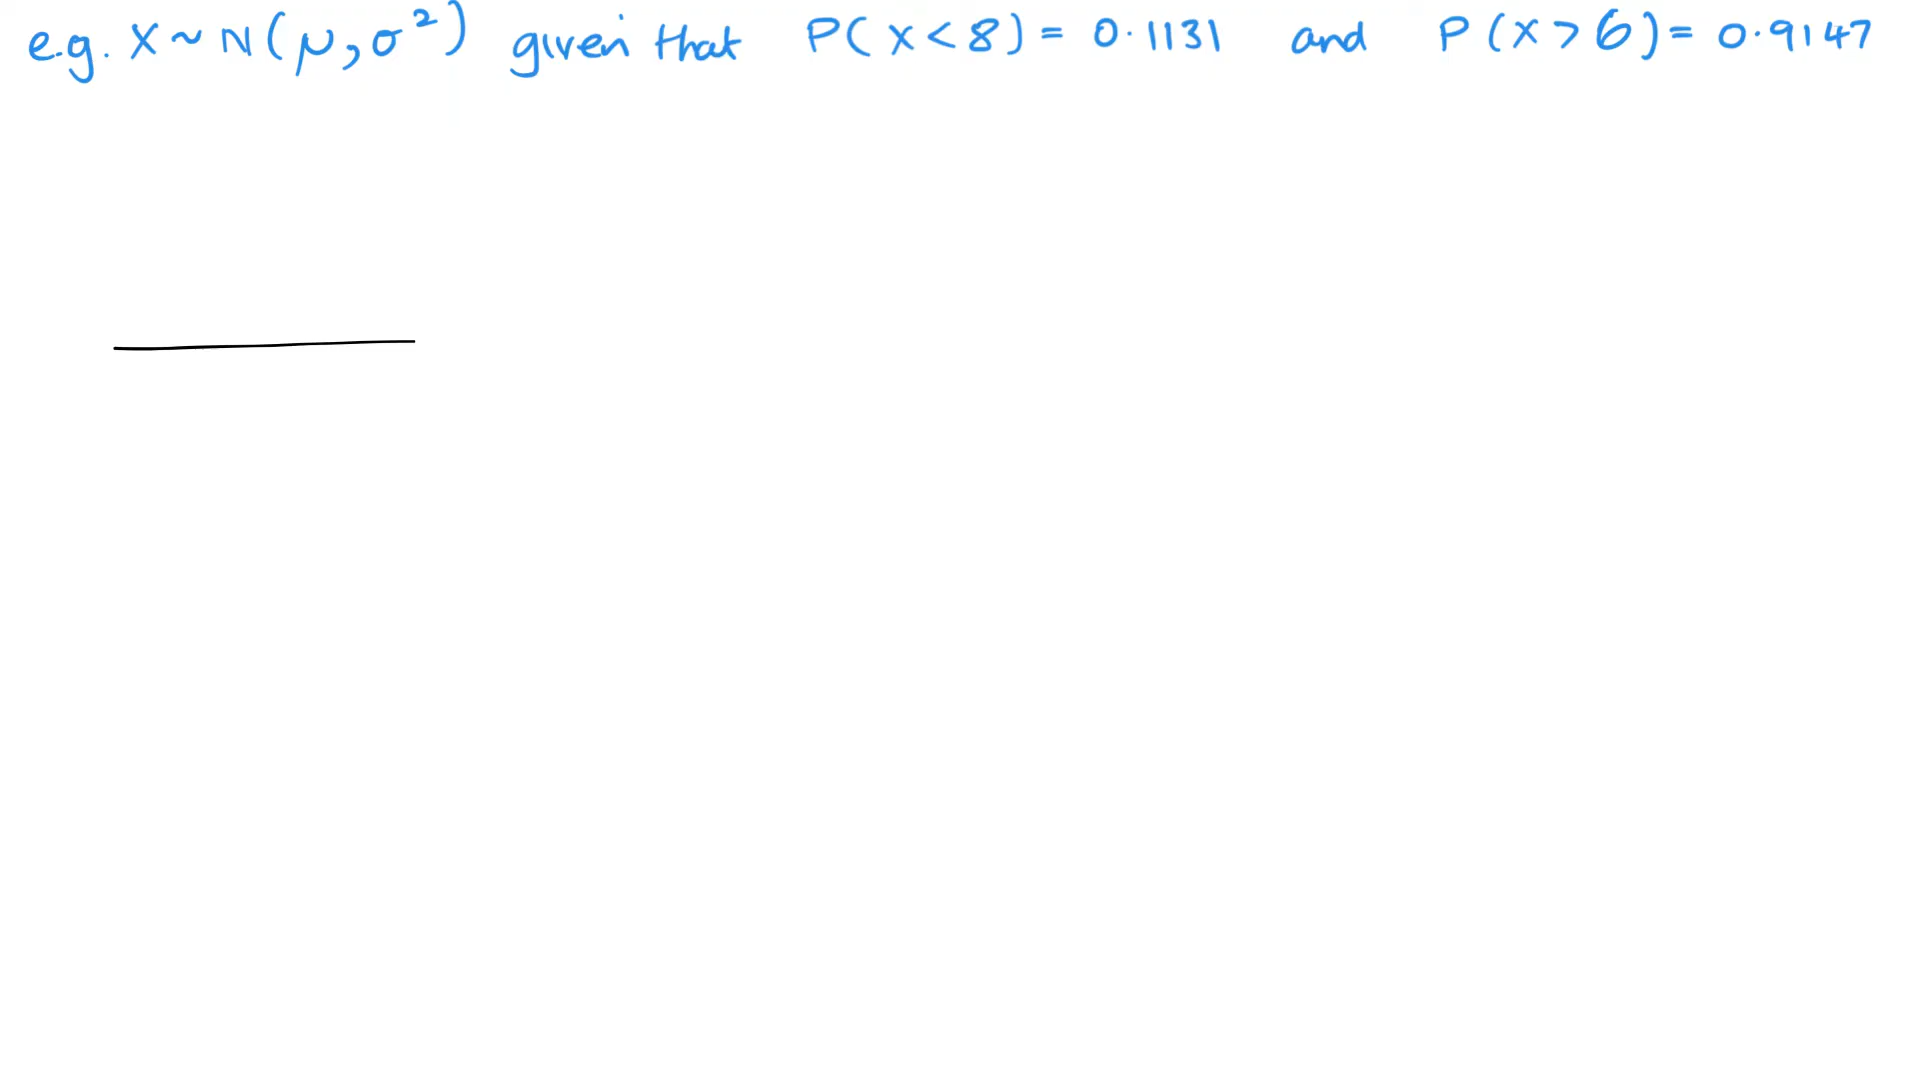 e.g. X ~ N(μ, σ²) given that P(X < 8) = 0.1131 and P(X > 6) = 0.9147